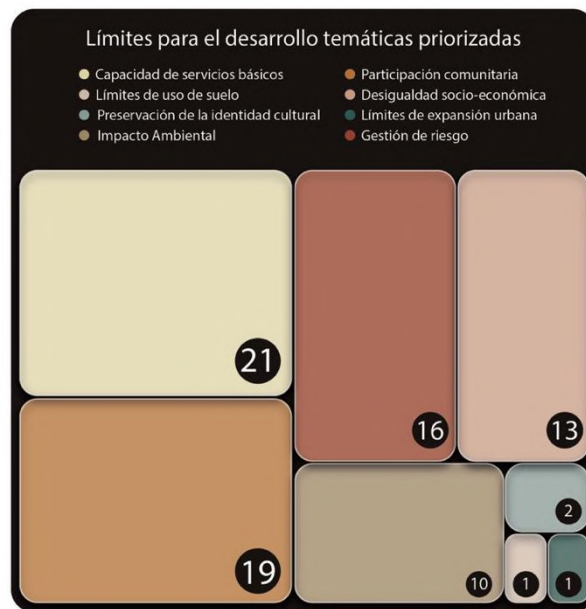 Límites para el desarrollo temáticas priorizadas
Capacidad de servicios básicos
Límites de uso de suelo
Preservación de la identidad cultural
Impacto Ambiental
Participación comunitaria
Desigualdad socio-económica
Límites de expansión urbana
Gestión de riesgo
21
16
13
19
10
2
1
1